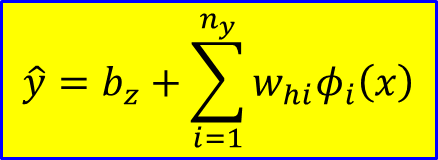 ŷ = b_z + ∑_{i=1}^{n_y} w_{hi} ϕ_i(x)